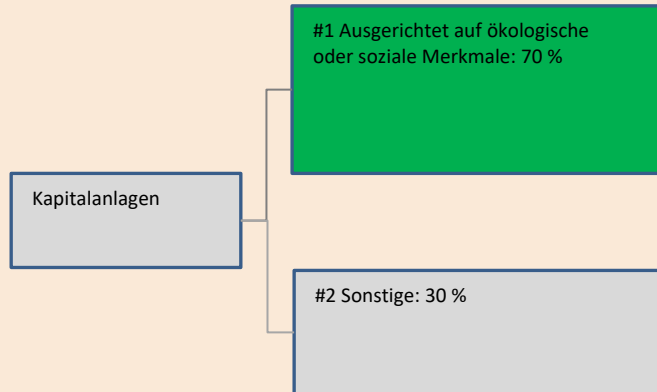 #1 Ausgerichtet auf ökologische
oder soziale Merkmale: 70 %
Kapitalanlagen
#2 Sonstige: 30 %